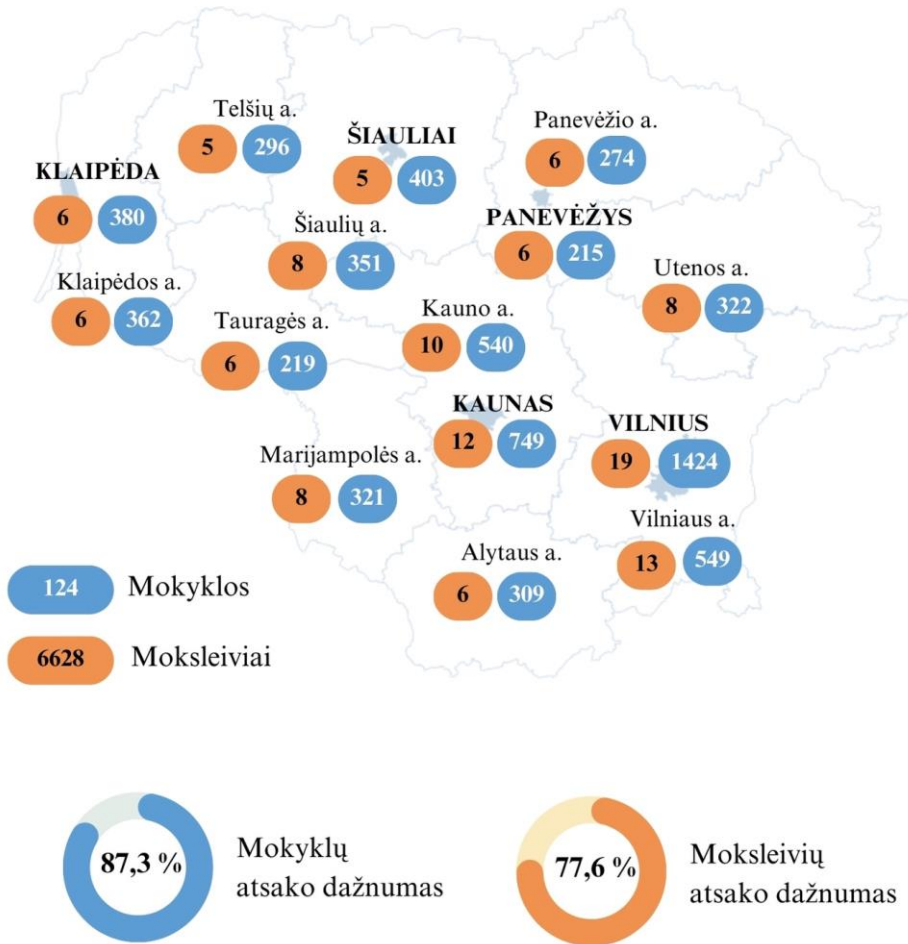 Telšių a.
5 296
ŠIAULIAI
5 403
Panevėžio a.
6 274
KLAIPĖDA
6 380
Šiaulių a.
8 351
PANEVĖŽYS
6 215
Utenos a.
8 322
Klaipėdos a.
6 362
Tauragės a.
6 219
Kauno a.
10 540
KAUNAS
12 749
VILNIUS
19 1424
Marijampolės a.
8 321
Vilniaus a.
13 549
Alytaus a.
6 309
124 Mokyklos
6628 Moksleiviai
87,3 %
Mokyklų
atsako dažnumas
77,6 %
Moksleivių
atsako dažnumas